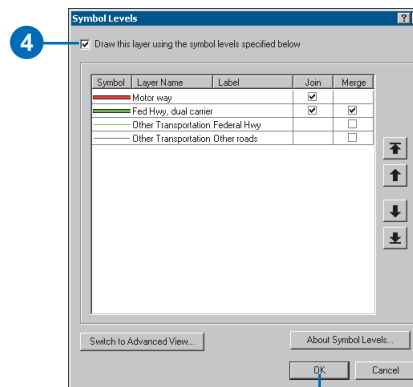 Symbol Levels
?
4
Draw this layer using the symbol levels specified below
Symbol Layer Name Label Join Merge
Motor way
Fed Hwy, dual carrier
Other Transportation Federal Hwy
Other Transportation Other roads
Switch to Advanced View...
About Symbol Levels...
OK
Cancel